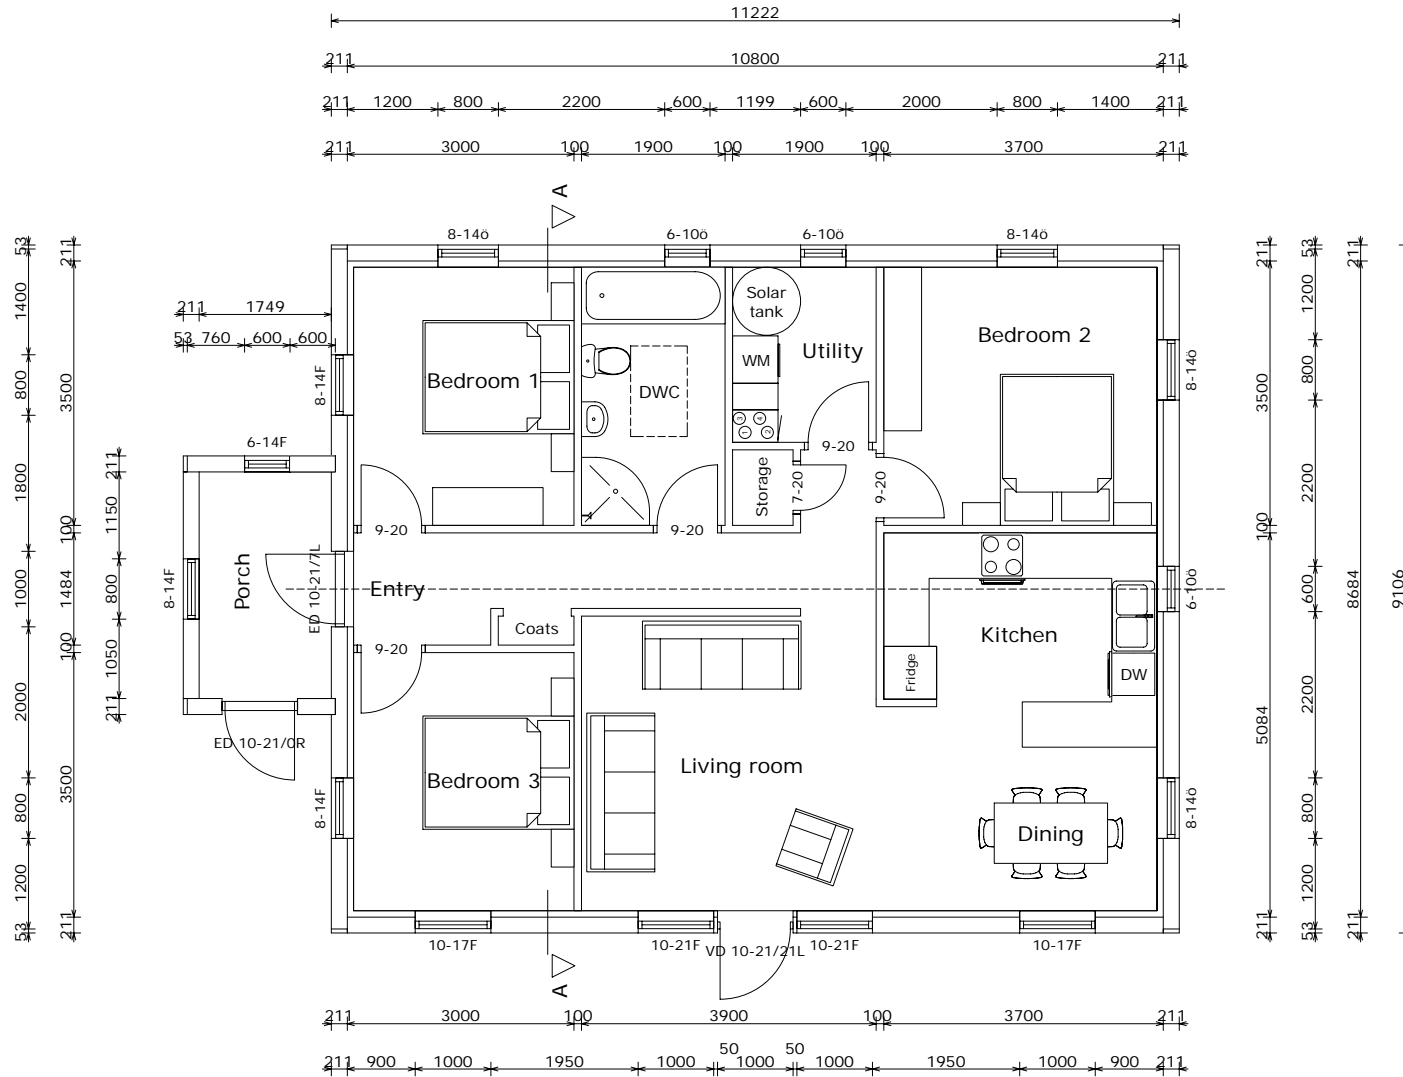 11222
211 10800 211
211 1200 800 2200 600 1199 600 2000 800 1400 211
211 3000 100 1900 100 1900 100 3700 211
A
8-14ö 6-10ö 6-10ö 8-14ö
211 1749
53 760 600 600
53
1400
800
1800
1000
2000
800
1200
53
211
3500
100
1484
100
3500
211
211
1150
800
1050
211
8-14F
6-14F
8-14F
8-14F
Porch
ED 10-21/7L
ED 10-21/0R
Bedroom 1
DWC
Solar
tank
WM
3 4
1 2
Utility
Bedroom 2
Storage
9-20
7-20
9-20
9-20
9-20
Entry
9-20
Coats
Kitchen
Fridge
DW
Bedroom 3
Living room
Dining
8-14ö
6-10ö
8-14ö
211
3500
100
5084
211
53
1200
800
2200
600
2200
800
1200
53
211
8684
211
9106
10-17F 10-21F VD 10-21/21L 10-21F 10-17F
A
211 3000 100 3900 100 3700 211
50 50
211 900 1000 1950 1000 1000 1000 1950 1000 900 211